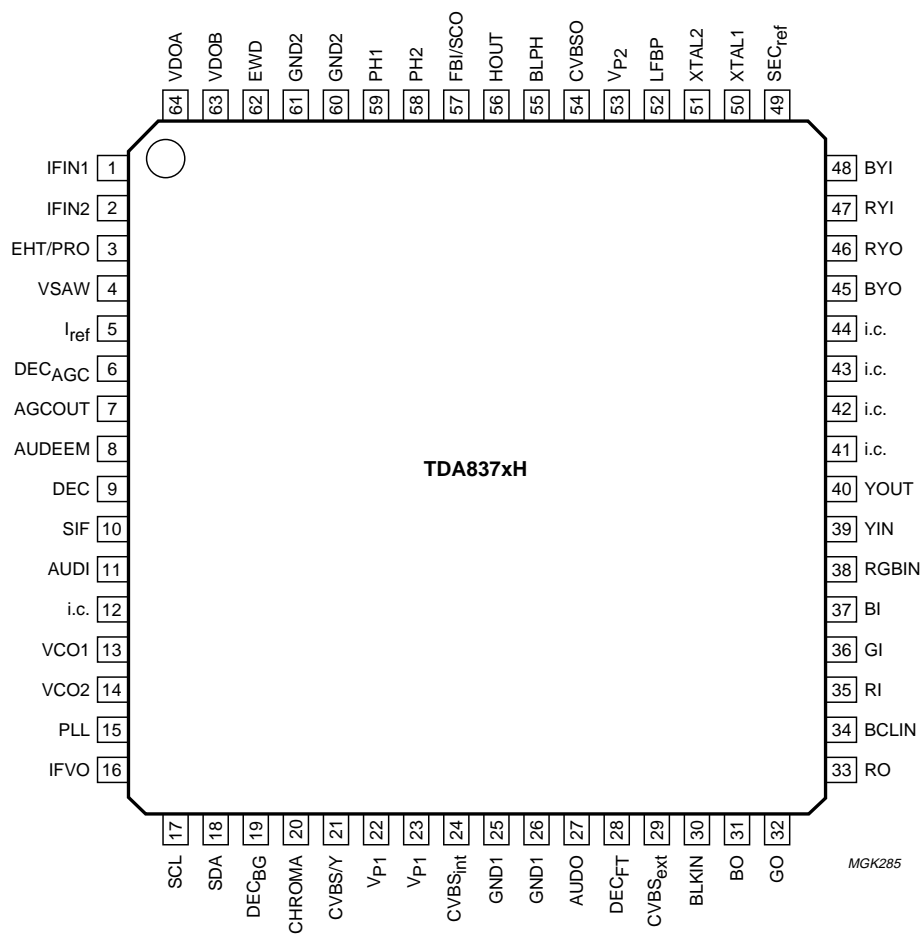 VDOA 64
VDOB 63
EWD 62
GND2 61
GND2 60
PH1 59
PH2 58
FBI/SCO 57
HOUT 56
BLPH 55
CVBSO 54
VP2 53
LFBP 52
XTAL2 51
XTAL1 50
SECref 49
IFIN1 1
IFIN2 2
EHT/PRO 3
VSAW 4
Iref 5
DECAGC 6
AGCOUT 7
AUDEEM 8
DEC 9
SIF 10
AUDI 11
i.c. 12
VCO1 13
VCO2 14
PLL 15
IFVO 16
TDA837xH
48 BYI
47 RYI
46 RYO
45 BYO
44 i.c.
43 i.c.
42 i.c.
41 i.c.
40 YOUT
39 YIN
38 RGBIN
37 BI
36 GI
35 RI
34 BCLIN
33 RO
SCL 17
SDA 18
DECBG 19
CHROMA 20
CVBS/Y 21
VP1 22
VP1 23
CVBSint 24
GND1 25
GND1 26
AUDO 27
DECFT 28
CVBSext 29
BLKIN 30
BO 31
GO 32
MGK285